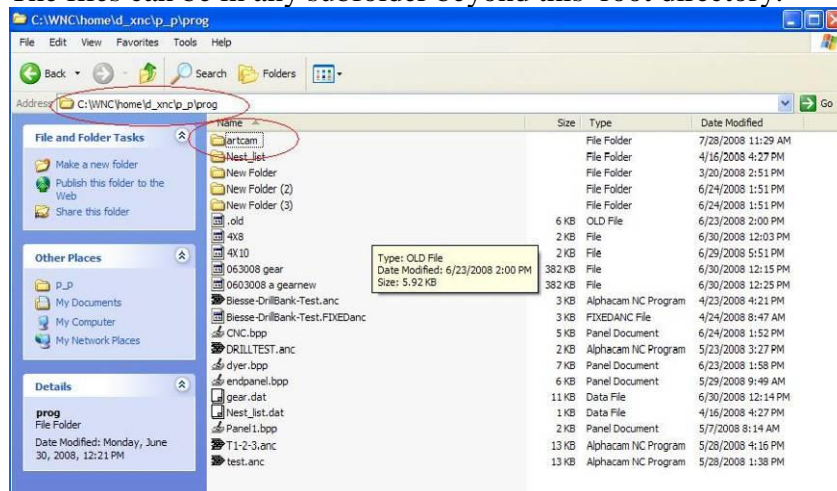 The files can be in any subfolder beyond this root directory.
C:\WNC\home\d_xnc\p_p\prog
File Edit View Favorites Tools Help
Back Search Folders
Address C:\WNC\home\d_xnc\p_p\prog Go
Name Size Type Date Modified
File and Folder Tasks
Make a new folder
Publish this folder to the
Web
Share this folder
Other Places
P_P
My Documents
My Computer
My Network Places
Details
prog
File Folder
Date Modified: Monday, June
30, 2008, 12:21 PM
artcam File Folder 7/28/2008 11:29 AM
Nest_list File Folder 4/16/2008 4:27 PM
New Folder File Folder 3/20/2008 2:51 PM
New Folder (2) File Folder 6/24/2008 1:51 PM
New Folder (3) File Folder 6/24/2008 1:51 PM
.old 6 KB OLD File 6/23/2008 2:00 PM
4X8 2 KB File 6/30/2008 12:03 PM
4X10 2 KB File 6/29/2008 5:51 PM
063008 gear 382 KB File 6/30/2008 12:15 PM
0603008 a gearnew 382 KB File 6/30/2008 12:25 PM
Biesse-DrillBank-Test.anc 3 KB Alphacam NC Program 4/23/2008 4:21 PM
Biesse-DrillBank-Test.FIXEDanc 3 KB FIXEDANC File 4/24/2008 8:47 AM
CNC.bpp 5 KB Panel Document 6/24/2008 1:52 PM
DRILLTEST.anc 2 KB Alphacam NC Program 5/23/2008 3:27 PM
dyer.bpp 7 KB Panel Document 6/23/2008 1:58 PM
endpanel.bpp 6 KB Panel Document 5/29/2008 9:49 AM
gear.dat 11 KB Data File 6/30/2008 12:14 PM
Nest_list.dat 1 KB Data File 4/16/2008 4:27 PM
Panel1.bpp 2 KB Panel Document 5/7/2008 8:14 AM
T1-2-3.anc 13 KB Alphacam NC Program 5/28/2008 4:16 PM
test.anc 13 KB Alphacam NC Program 5/28/2008 1:38 PM
Type: OLD File
Date Modified: 6/23/2008 2:00 PM
Size: 5.92 KB